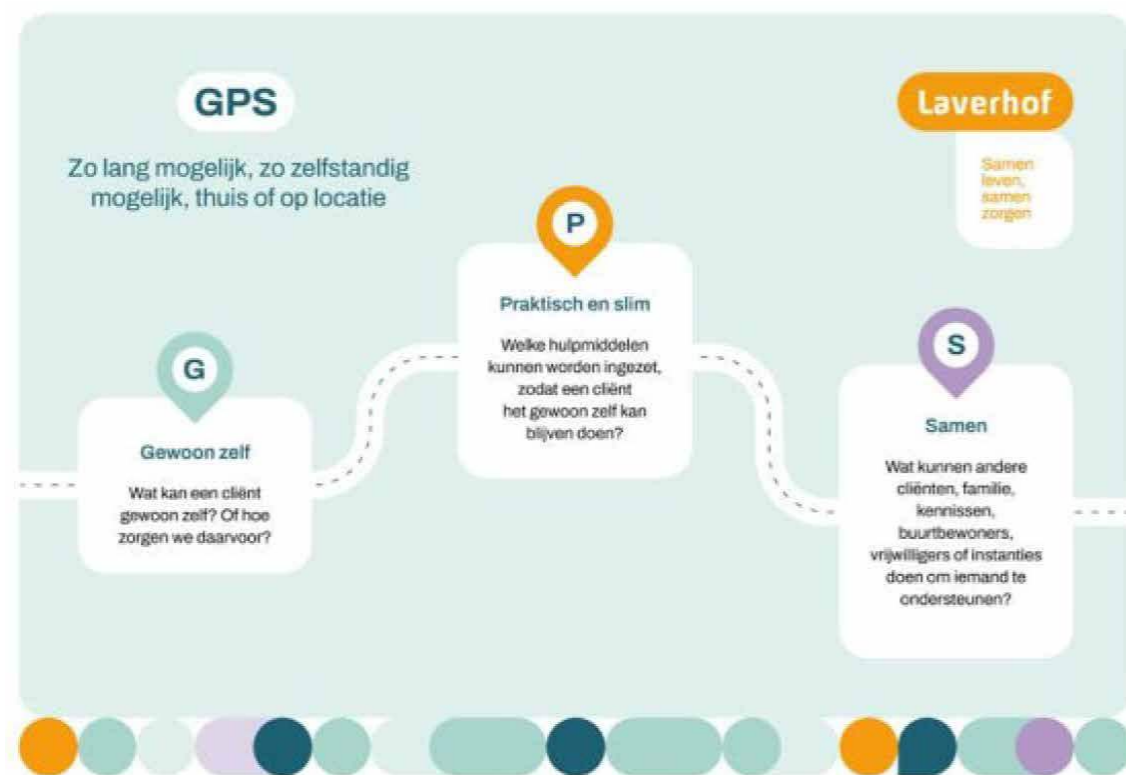 GPS
Zo lang mogelijk, zo zelfstandig
mogelijk, thuis of op locatie
Laverhof
Samen
leven,
samen
zorgen
G
Gewoon zelf
Wat kan een cliënt
gewoon zelf? Of hoe
zorgen we daarvoor?
P
Praktisch en slim
Welke hulpmiddelen
kunnen worden ingezet,
zodat een cliënt
het gewoon zelf kan
blijven doen?
S
Samen
Wat kunnen andere
cliënten, familie,
kennissen,
buurtbewoners,
vrijwilligers of instanties
doen om iemand te
ondersteunen?